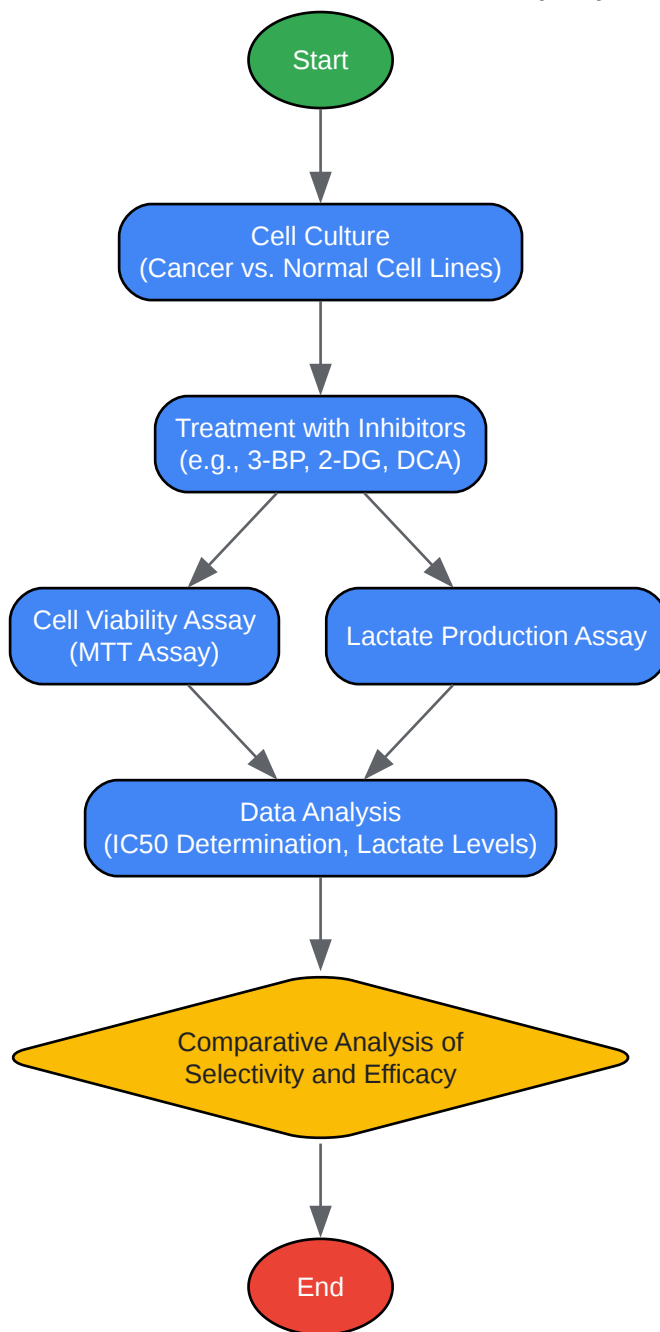 Start
Cell Culture
(Cancer vs. Normal Cell Lines)
Treatment with Inhibitors
(e.g., 3-BP, 2-DG, DCA)
Cell Viability Assay
(MTT Assay)
Lactate Production Assay
Data Analysis
(IC50 Determination, Lactate Levels)
Comparative Analysis of
Selectivity and Efficacy
End